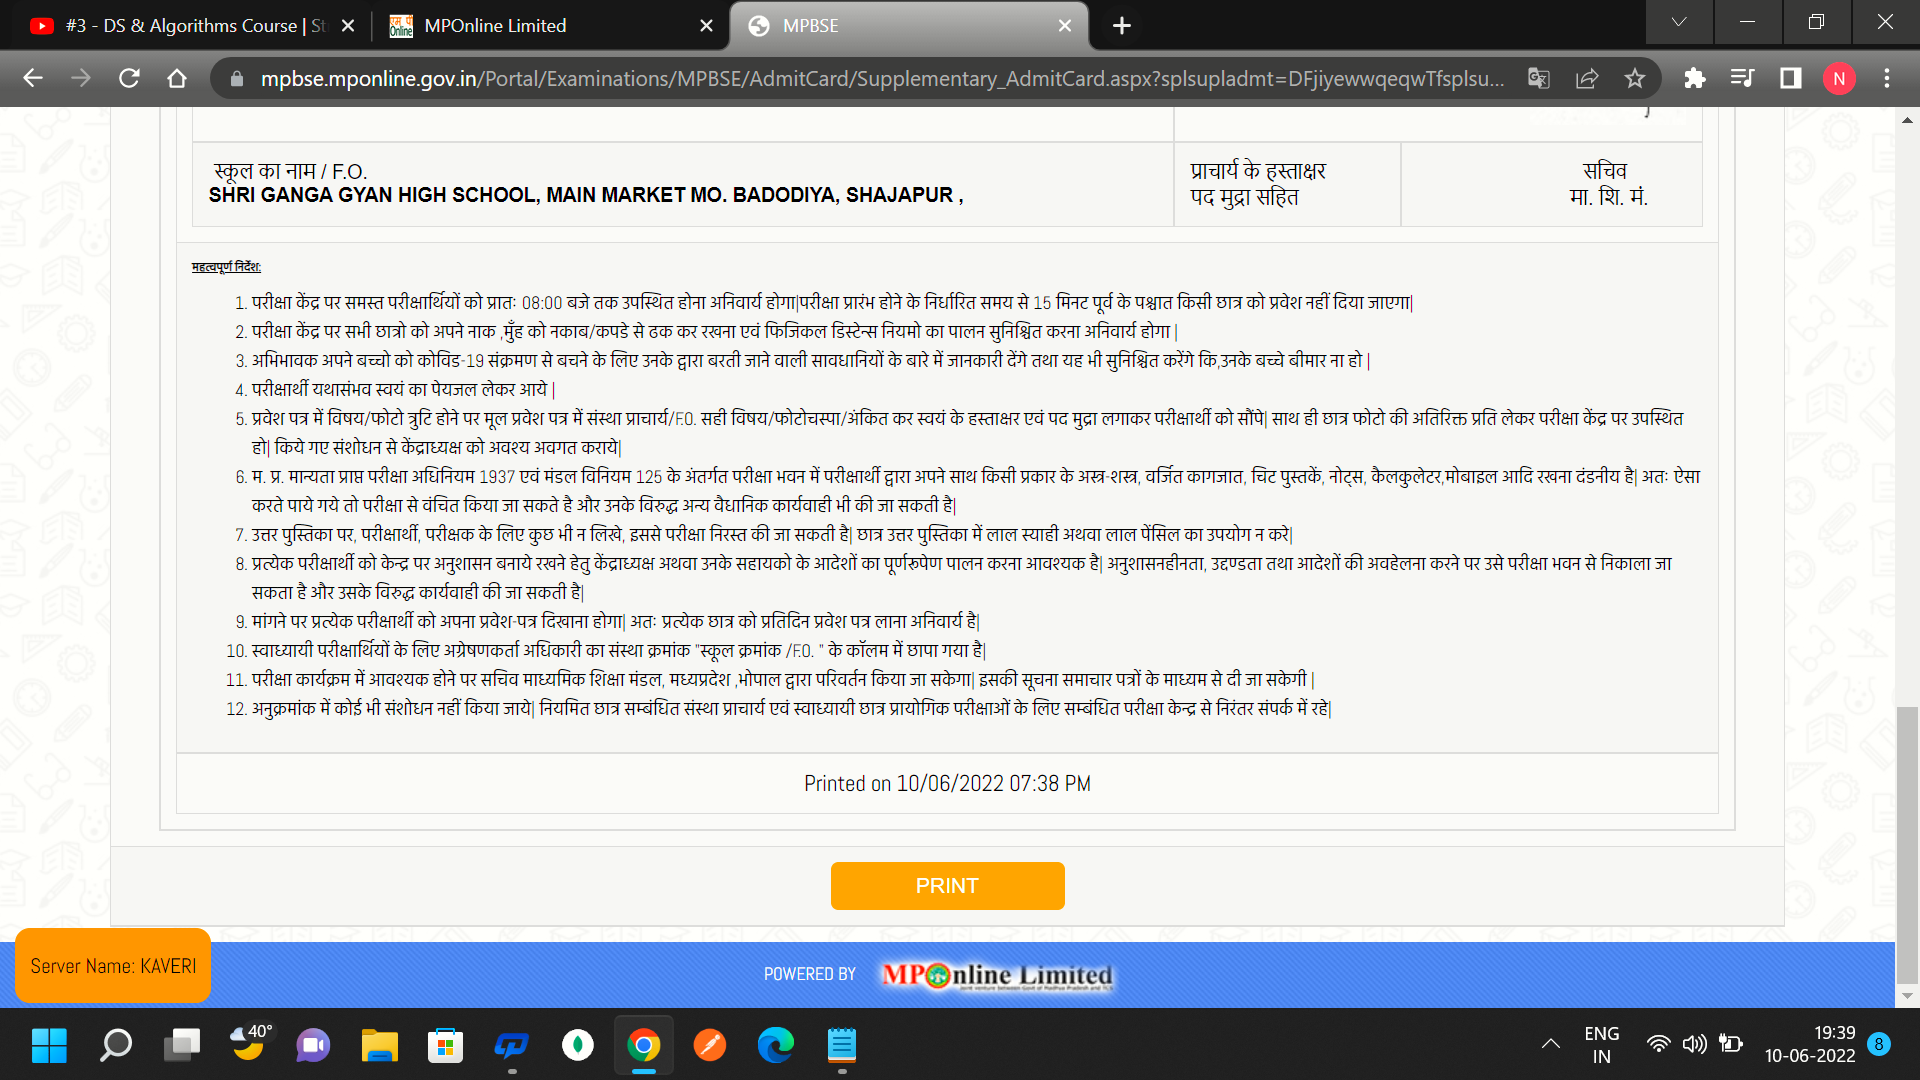 #3 - DS & Algorithms Course | St
MPOnline Limited
MPBSE
mpbse.mponline.gov.in/Portal/Examinations/MPBSE/AdmitCard/Supplementary_AdmitCard.aspx?splsupladmt=DFjiyewwqeqwTfsplsu...
N
स्कूल का नाम / F.O.
SHRI GANGA GYAN HIGH SCHOOL, MAIN MARKET MO. BADODIYA, SHAJAPUR ,
प्राचार्य के हस्ताक्षर
पद मुद्रा सहित
सचिव
मा. शि. मं.
महत्वपूर्ण निर्देश:
1. परीक्षा केंद्र पर समस्त परीक्षार्थियों को प्रातः 08:00 बजे तक उपस्थित होना अनिवार्य होगा|परीक्षा प्रारंभ होने के निर्धारित समय से 15 मिनट पूर्व के पश्चात किसी छात्र को प्रवेश नहीं दिया जाएगा|
2. परीक्षा केंद्र पर सभी छात्रो को अपने नाक ,मुँह को नकाब/कपडे से ढक कर रखना एवं फिजिकल डिस्टेन्स नियमो का पालन सुनिश्चित करना अनिवार्य होगा |
3. अभिभावक अपने बच्चो को कोविड-19 संक्रमण से बचने के लिए उनके द्वारा बरती जाने वाली सावधानियों के बारे में जानकारी देंगे तथा यह भी सुनिश्चित करेंगे कि,उनके बच्चे बीमार ना हो |
4. परीक्षार्थी यथासंभव स्वयं का पेयजल लेकर आये |
5. प्रवेश पत्र में विषय/फोटो त्रुटि होने पर मूल प्रवेश पत्र में संस्था प्राचार्य/F.O. सही विषय/फोटोचस्पा/अंकित कर स्वयं के हस्ताक्षर एवं पद मुद्रा लगाकर परीक्षार्थी को सौंपे| साथ ही छात्र फोटो की अतिरिक्त प्रति लेकर परीक्षा केंद्र पर उपस्थित
हो| किये गए संशोधन से केंद्राध्यक्ष को अवश्य अवगत कराये|
6. म. प्र. मान्यता प्राप्त परीक्षा अधिनियम 1937 एवं मंडल विनियम 125 के अंतर्गत परीक्षा भवन में परीक्षार्थी द्वारा अपने साथ किसी प्रकार के अस्त्र-शस्त्र, वर्जित कागजात, चिट पुस्तकें, नोट्स, कैलकुलेटर,मोबाइल आदि रखना दंडनीय है| अतः ऐसा
करते पाये गये तो परीक्षा से वंचित किया जा सकते है और उनके विरुद्ध अन्य वैधानिक कार्यवाही भी की जा सकती है|
7. उत्तर पुस्तिका पर, परीक्षार्थी, परीक्षक के लिए कुछ भी न लिखे, इससे परीक्षा निरस्त की जा सकती है| छात्र उत्तर पुस्तिका में लाल स्याही अथवा लाल पेंसिल का उपयोग न करे|
8. प्रत्येक परीक्षार्थी को केन्द्र पर अनुशासन बनाये रखने हेतु केंद्राध्यक्ष अथवा उनके सहायको के आदेशों का पूर्णरूपेण पालन करना आवश्यक है| अनुशासनहीनता, उद्दण्डता तथा आदेशों की अवहेलना करने पर उसे परीक्षा भवन से निकाला जा
सकता है और उसके विरुद्ध कार्यवाही की जा सकती है|
9. मांगने पर प्रत्येक परीक्षार्थी को अपना प्रवेश-पत्र दिखाना होगा| अतः प्रत्येक छात्र को प्रतिदिन प्रवेश पत्र लाना अनिवार्य है|
10. स्वाध्यायी परीक्षार्थियों के लिए अग्रेषणकर्ता अधिकारी का संस्था क्रमांक "स्कूल क्रमांक /F.O. " के कॉलम में छापा गया है|
11. परीक्षा कार्यक्रम में आवश्यक होने पर सचिव माध्यमिक शिक्षा मंडल, मध्यप्रदेश ,भोपाल द्वारा परिवर्तन किया जा सकेगा| इसकी सूचना समाचार पत्रों के माध्यम से दी जा सकेगी |
12. अनुक्रमांक में कोई भी संशोधन नहीं किया जाये| नियमित छात्र सम्बंधित संस्था प्राचार्य एवं स्वाध्यायी छात्र प्रायोगिक परीक्षाओं के लिए सम्बंधित परीक्षा केन्द्र से निरंतर संपर्क में रहे|
Printed on 10/06/2022 07:38 PM
PRINT
Server Name: KAVERI
POWERED BY
MPOnline Limited
40°
ENG
IN
19:39
10-06-2022
8